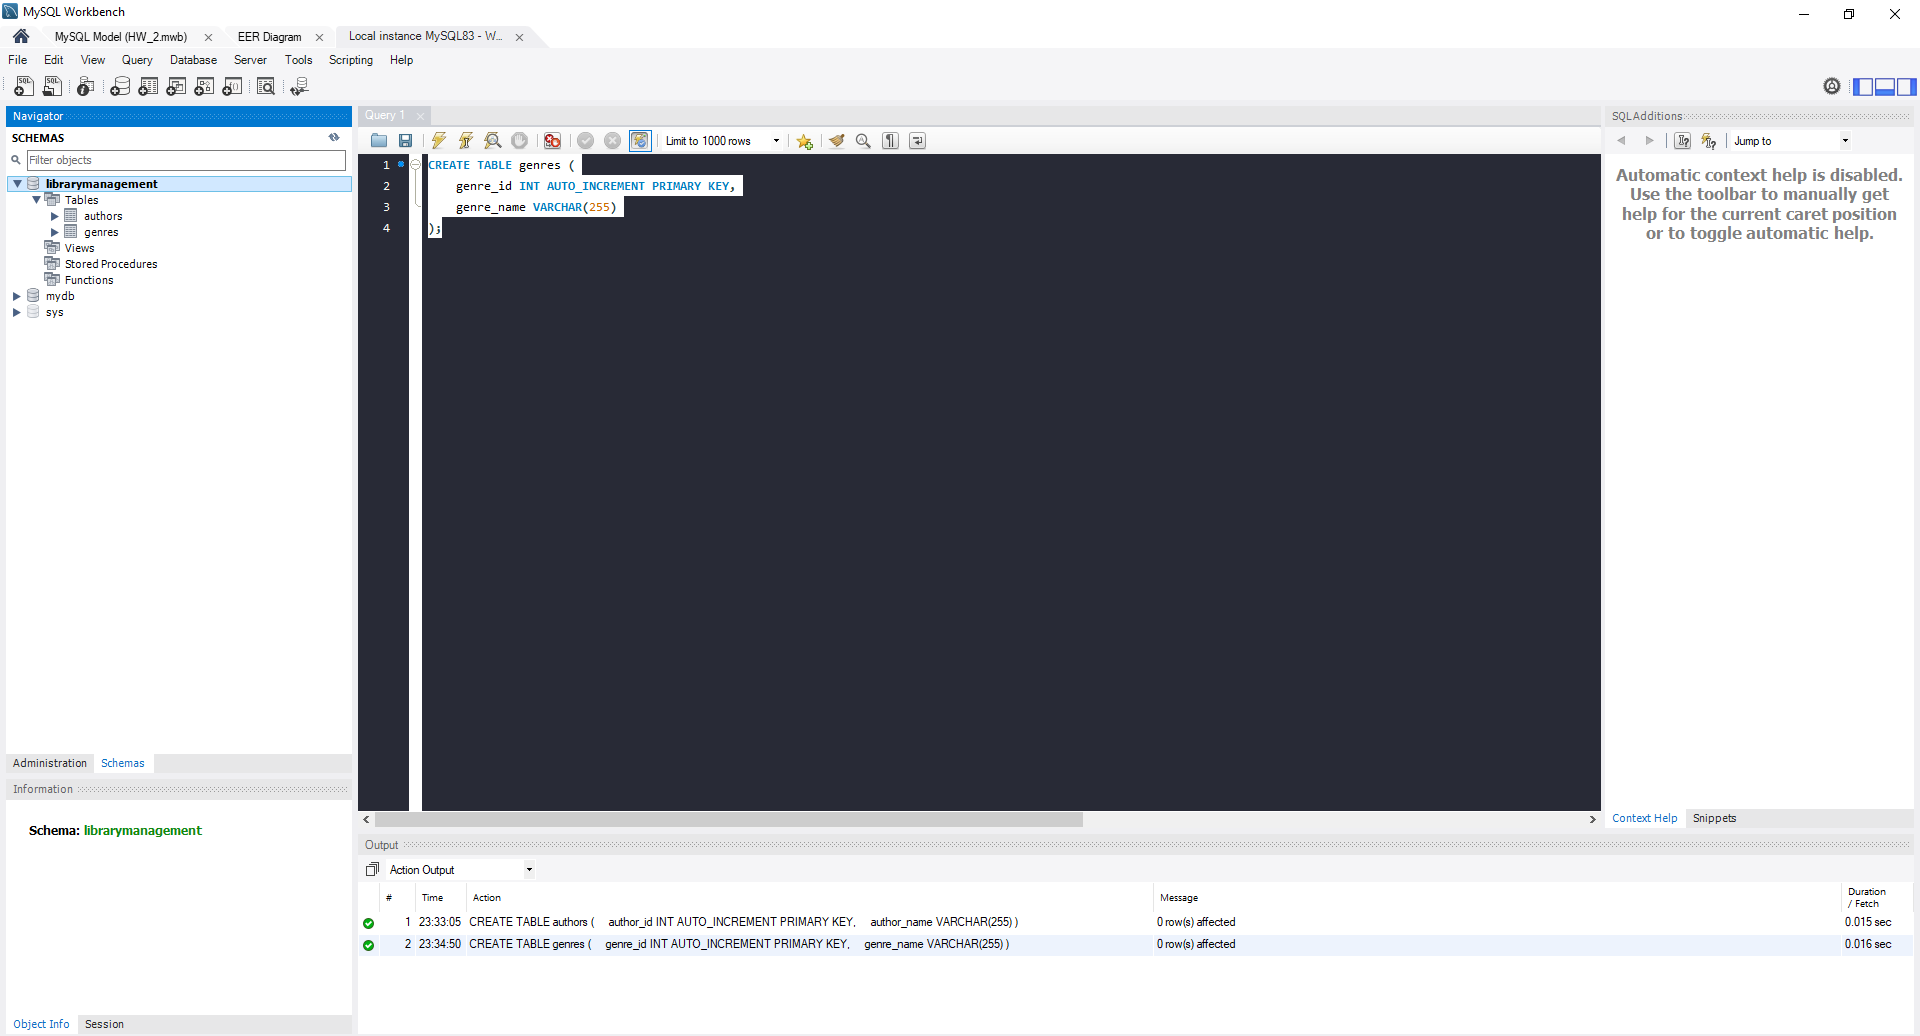 MySQL Workbench
MySQL Model (HW_2.mwb)
EER Diagram
Local instance MySQL83 - W...
File Edit View Query Database Server Tools Scripting Help
Navigator
SCHEMAS
Filter objects
librarymanagement
Tables
authors
genres
Views
Stored Procedures
Functions
mydb
sys
Administration Schemas
Information
Schema: librarymanagement
Object Info Session
Query 1
Limit to 1000 rows
1 CREATE TABLE genres (
2 genre_id INT AUTO_INCREMENT PRIMARY KEY,
3 genre_name VARCHAR(255)
4 );
SQLAdditions
Jump to
Automatic context help is disabled.
Use the toolbar to manually get
help for the current caret position
or to toggle automatic help.
Context Help Snippets
Output
Action Output
# Time Action Message Duration / Fetch
1 23:33:05 CREATE TABLE authors ( author_id INT AUTO_INCREMENT PRIMARY KEY, author_name VARCHAR(255) ) 0 row(s) affected 0.015 sec
2 23:34:50 CREATE TABLE genres ( genre_id INT AUTO_INCREMENT PRIMARY KEY, genre_name VARCHAR(255) ) 0 row(s) affected 0.016 sec